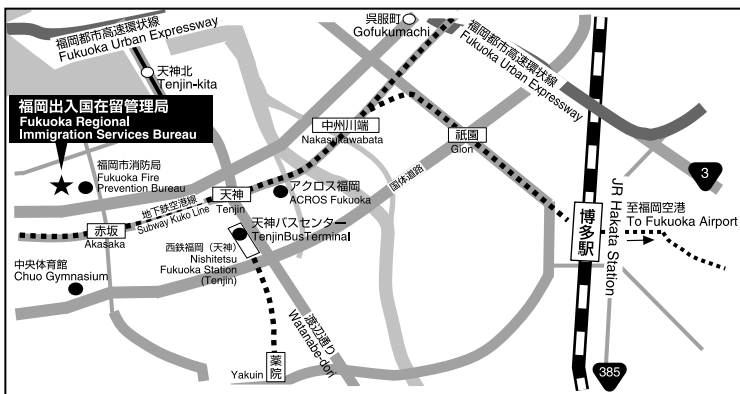 福岡都市高速環状線
Fukuoka Urban Expressway
呉服町
Gofukumachi
福岡都市高速環状線
Fukuoka Urban Expressway
天神北
Tenjin-kita
福岡出入国在留管理局
Fukuoka Regional
Immigration Services Bureau
中州川端
Nakasukawabata
祇園
Gion
福岡市消防局
Fukuoka Fire
Prevention Bureau
国体道路
3
アクロス福岡
ACROS Fukuoka
天神
Tenjin
地下鉄空港線
Subway Kuko Line
赤坂
Akasaka
天神バスセンター
TenjinBusTerminal
博多駅
JR Hakata Station
至福岡空港
To Fukuoka Airport
西鉄福岡(天神)
Nishitetsu
Fukuoka Station
(Tenjin)
中央体育館
Chuo Gymnasium
渡辺通り
Watanabe-dori
薬院
Yakuin
385